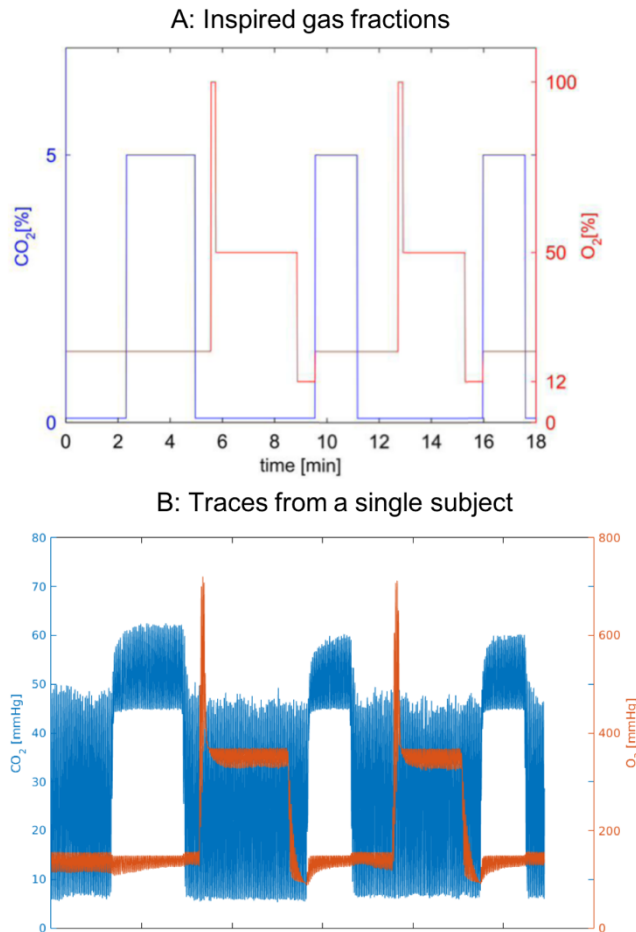 A: Inspired gas fractions
100
5
50
12
0
0
CO2[%]
O2[%]
0 2 4 6 8 10 12 14 16 18
time [min]
B: Traces from a single subject
80 800
70
60 600
50
40 400
30
20 200
10
0 0
CO2 [mmHg]
[mmHg]